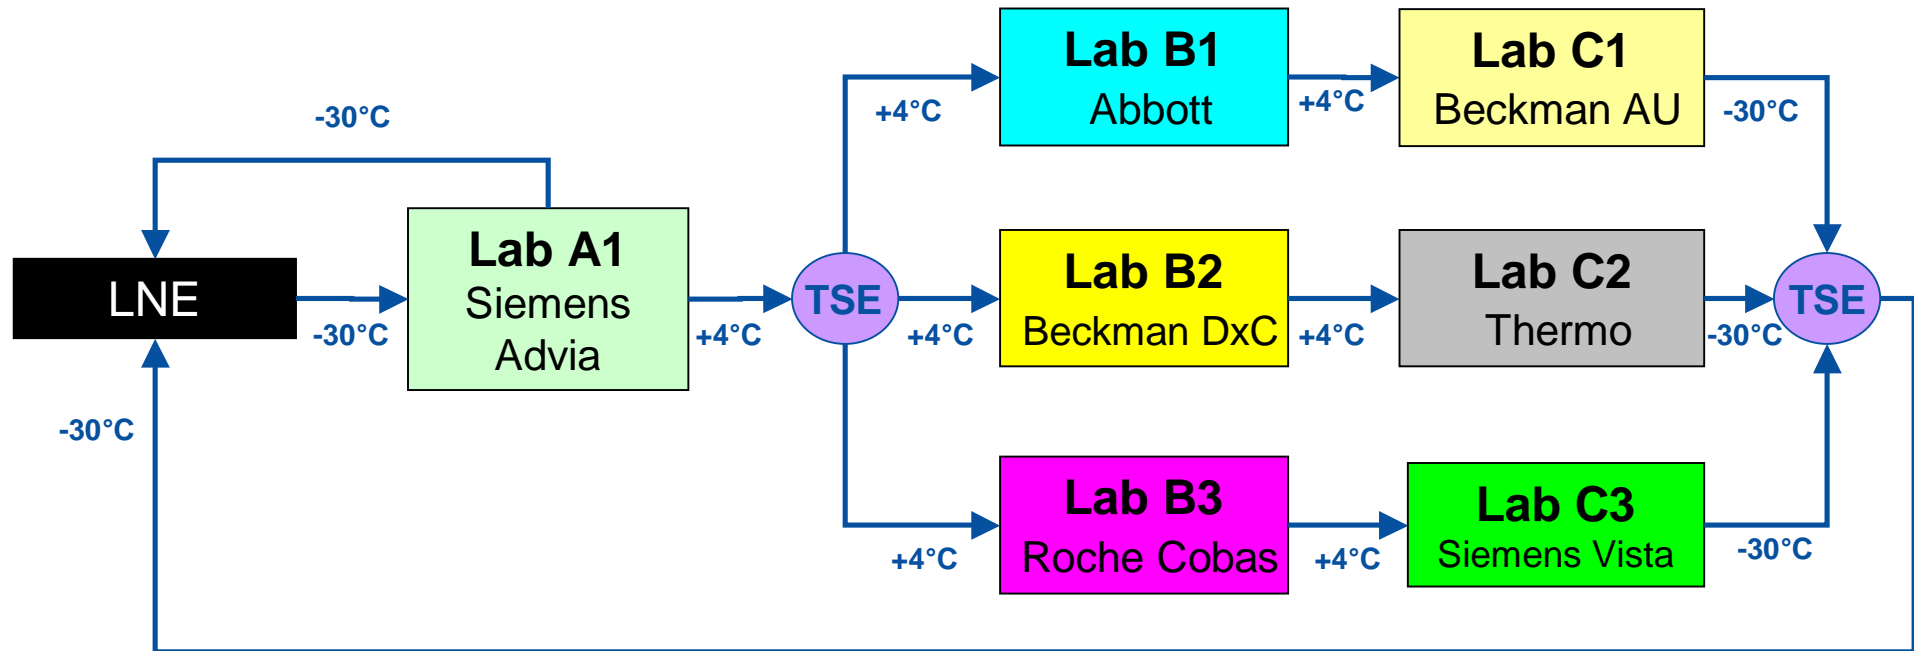 -30°C
LNE
-30°C
-30°C
Lab A1
Siemens
Advia
+4°C
TSE
+4°C
+4°C
+4°C
Lab B1
Abbott
+4°C
Lab C1
Beckman AU
-30°C
Lab B2
Beckman DxC
+4°C
Lab C2
Thermo
-30°C
Lab B3
Roche Cobas
+4°C
Lab C3
Siemens Vista
-30°C
TSE